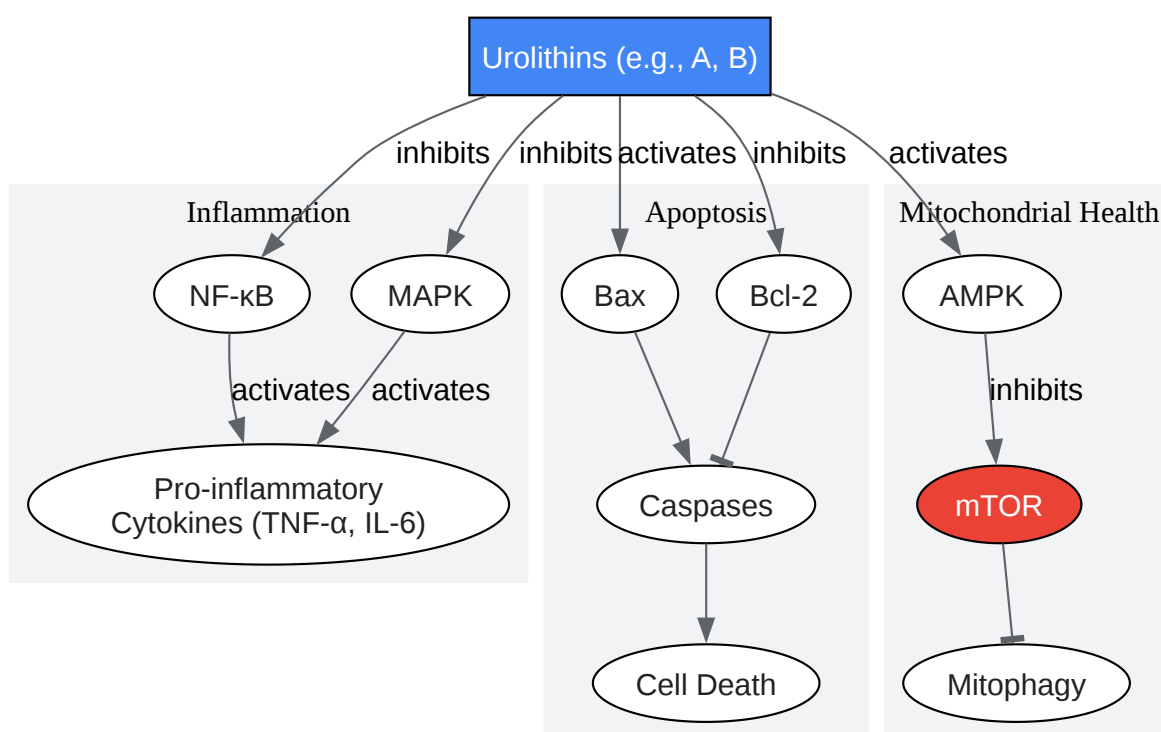 Urolithins (e.g., A, B)
inhibits
inhibits
activates
inhibits
activates
Inflammation
Apoptosis
Mitochondrial Health
NF-κB
MAPK
Bax
Bcl-2
AMPK
activates
activates
inhibits
Pro-inflammatory
Cytokines (TNF-α, IL-6)
Caspases
mTOR
Cell Death
Mitophagy